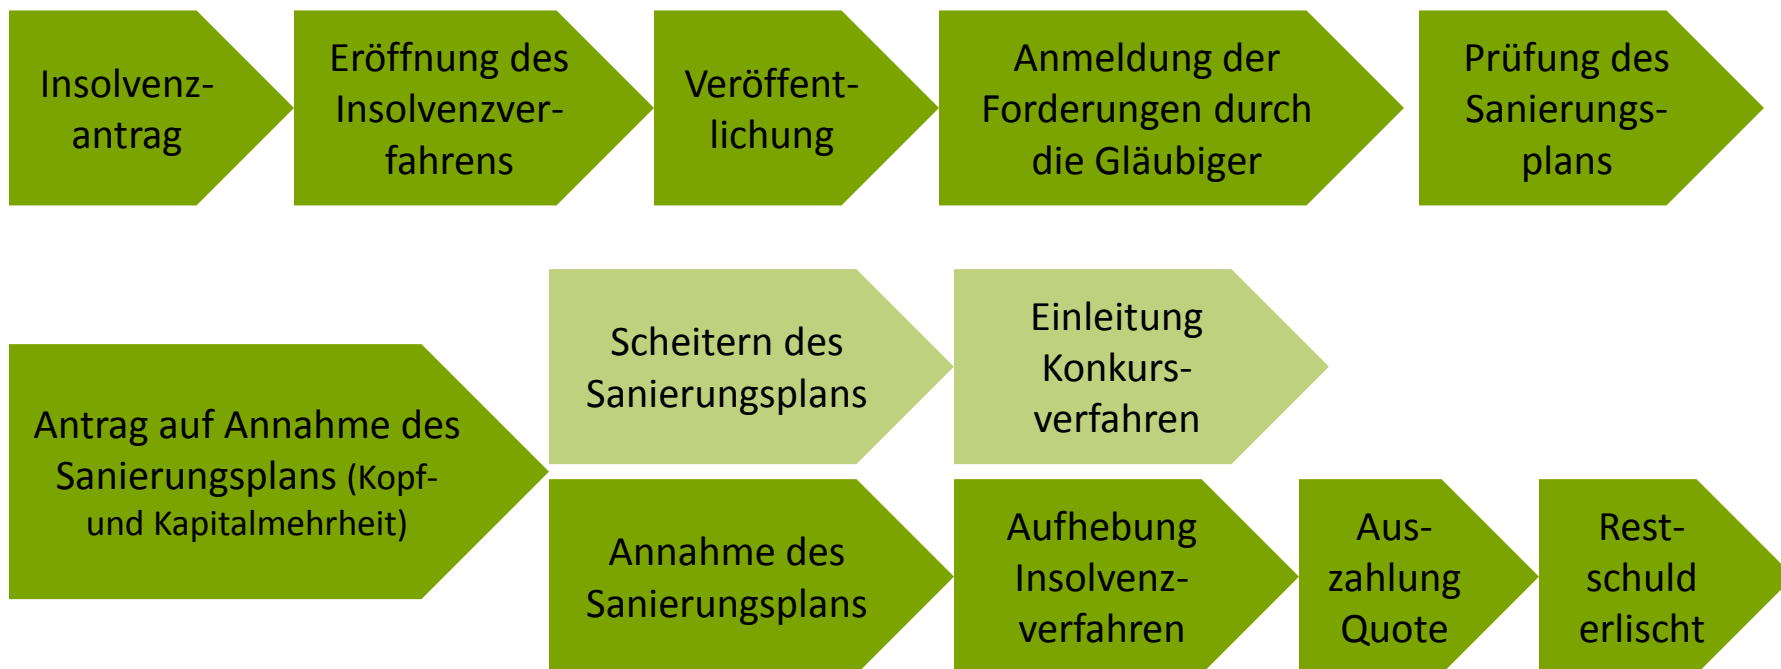 Insolvenz-
antrag
Eröffnung des
Insolvenzver-
fahrens
Veröffent-
lichung
Anmeldung der
Forderungen durch
die Gläubiger
Prüfung des
Sanierungs-
plans
Antrag auf Annahme des
Sanierungsplans (Kopf-
und Kapitalmehrheit)
Scheitern des
Sanierungsplans
Einleitung
Konkurs-
verfahren
Annahme des
Sanierungsplans
Aufhebung
Insolvenz-
verfahren
Aus-
zahlung
Quote
Rest-
schuld
erlischt